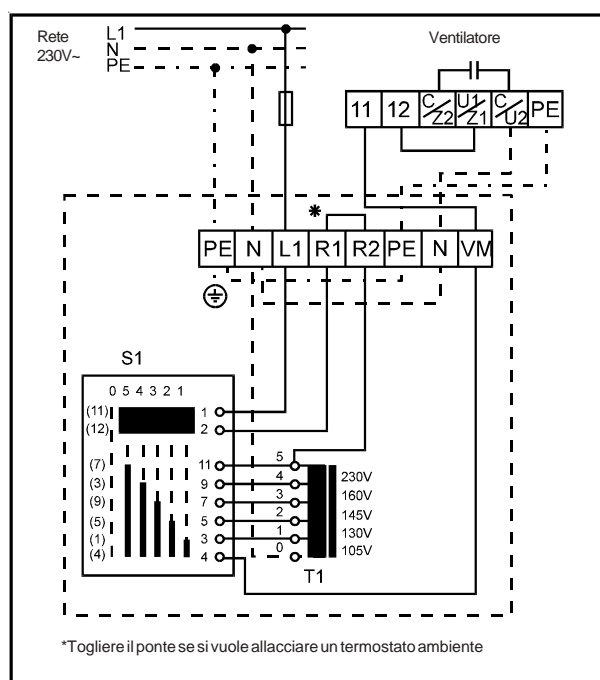 Rete
230V~
L1
N
PE
Ventilatore
11 12 C/Z2 U1/Z1 C/U2 PE
*
PE N L1 R1 R2 PE N VM
S1
0 5 4 3 2 1
(11) 1
(12) 2
(7) 11 5
(3) 9 4 230V
(9) 7 3 160V
(5) 5 2 145V
(1) 3 1 130V
(4) 4 0 105V
T1
*Togliere il ponte se si vuole allacciare un termostato ambiente